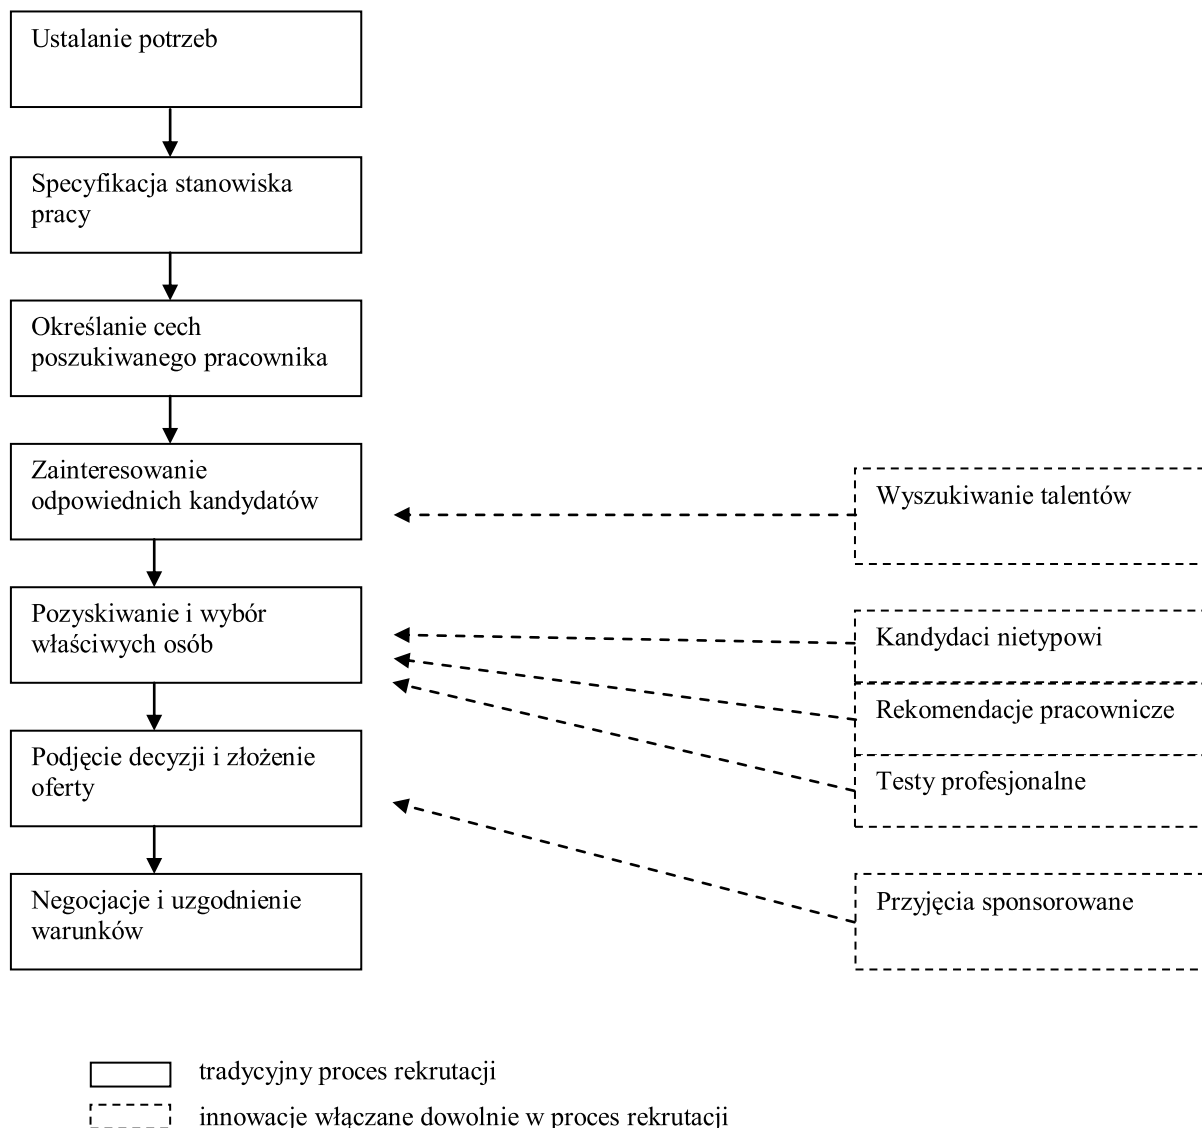 Ustalanie potrzeb
Specyfikacja stanowiska
pracy
Określanie cech
poszukiwanego pracownika
Zainteresowanie
odpowiednich kandydatów
Wyszukiwanie talentów
Pozyskiwanie i wybór
właściwych osób
Kandydaci nietypowi
Rekomendacje pracownicze
Testy profesjonalne
Podjęcie decyzji i złożenie
oferty
Przyjęcia sponsorowane
Negocjacje i uzgodnienie
warunków
tradycyjny proces rekrutacji
innowacje włączane dowolnie w proces rekrutacji